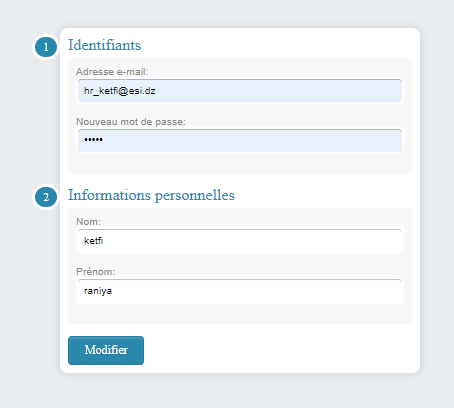 1 Identifiants
Adresse e-mail:
hr_ketfi@esi.dz
Nouveau mot de passe:
•••••
2 Informations personnelles
Nom:
ketfi
Prénom:
raniya
Modifier